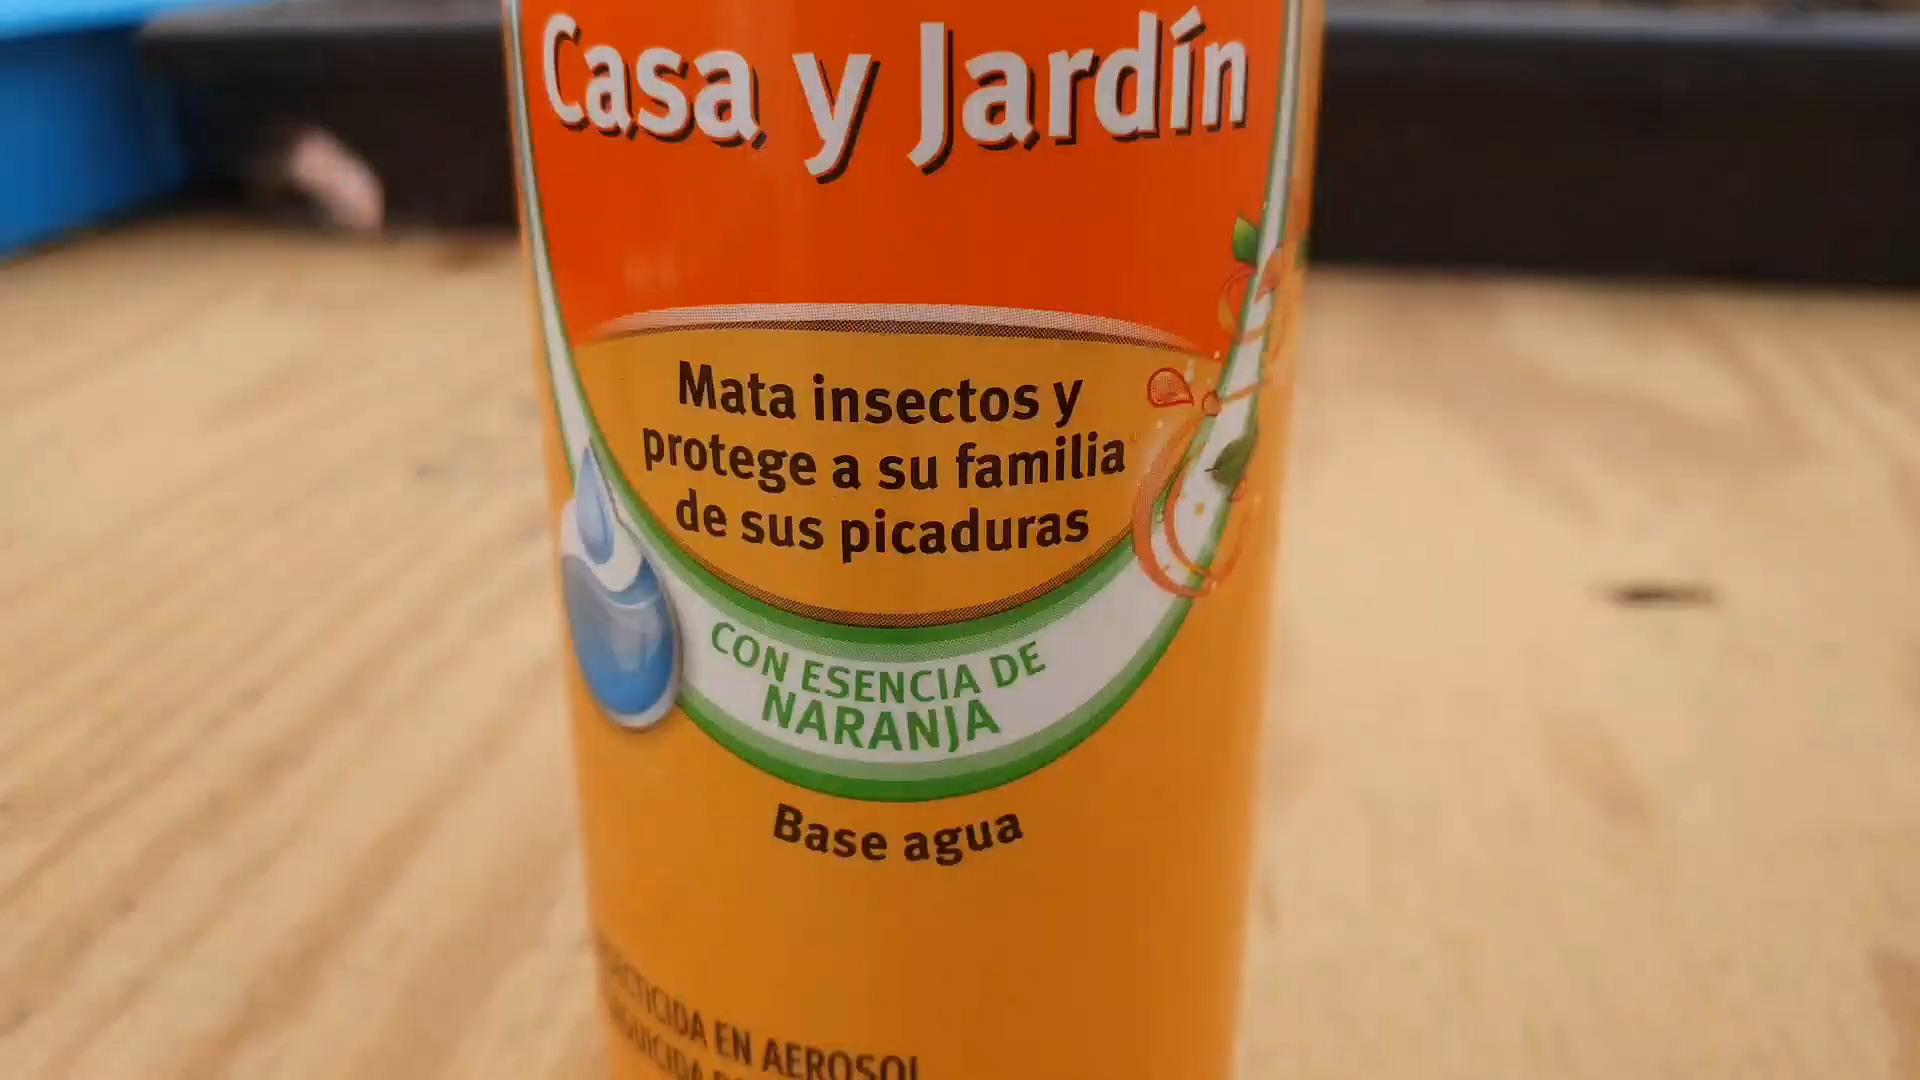 Casa y Jardín
Mata insectos y
protege a su familia
de sus picaduras
CON ESENCIA DE
NARANJA
Base agua
EN AEROSOL